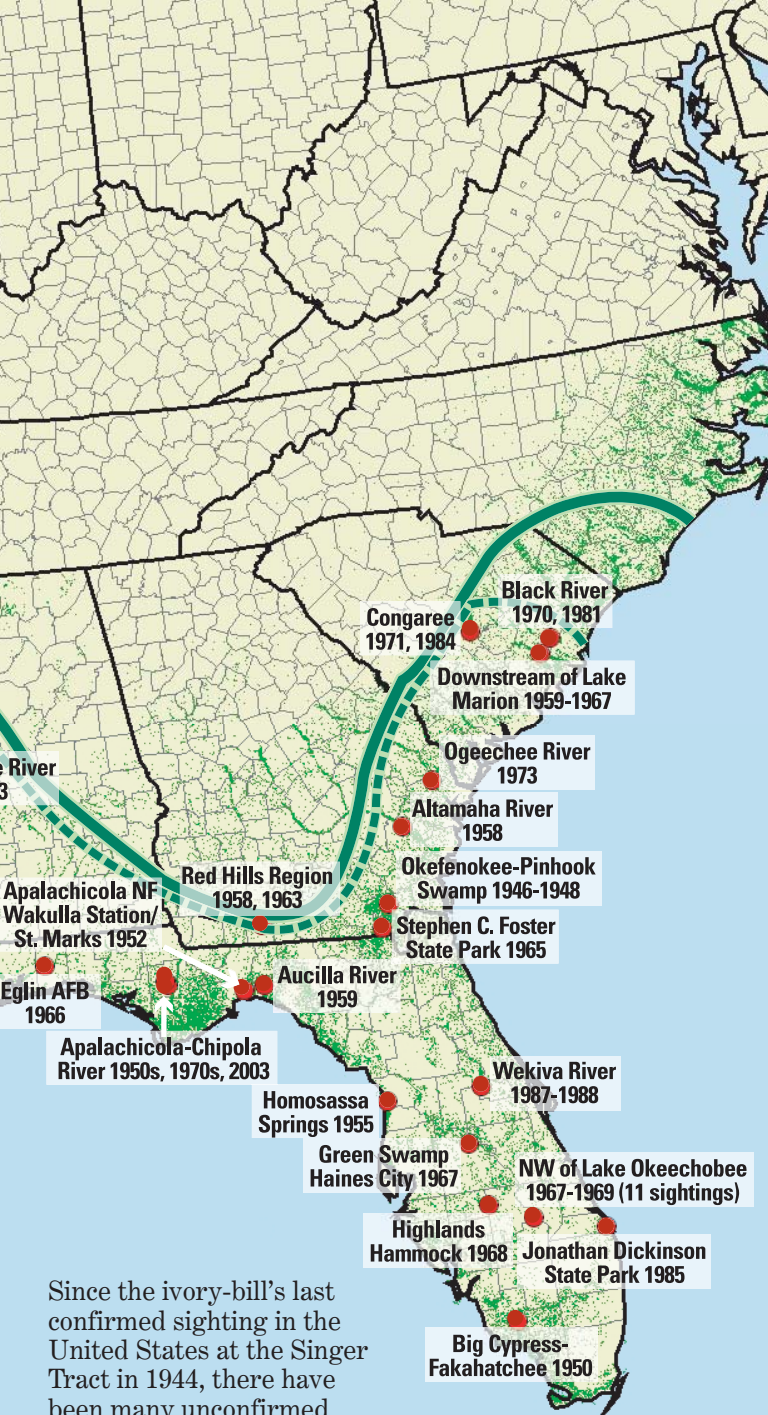 Black River
1970, 1981
Congaree
1971, 1984
Downstream of Lake
Marion 1959-1967
Ogeechee River
1973
River
Altamaha River
1958
Okefenokee-Pinhook
Swamp 1946-1948
Red Hills Region
1958, 1963
Apalachicola NF
Wakulla Station/
St. Marks 1952
Stephen C. Foster
State Park 1965
Aucilla River
1959
Eglin AFB
1966
Apalachicola-Chipola
River 1950s, 1970s, 2003
Wekiva River
1987-1988
Homosassa
Springs 1955
Green Swamp
Haines City 1967
NW of Lake Okeechobee
1967-1969 (11 sightings)
Highlands
Hammock 1968
Jonathan Dickinson
State Park 1985
Big Cypress-
Fakahatchee 1950
Since the ivory-bill's last
confirmed sighting in the
United States at the Singer
Tract in 1944, there have
been many unconfirmed